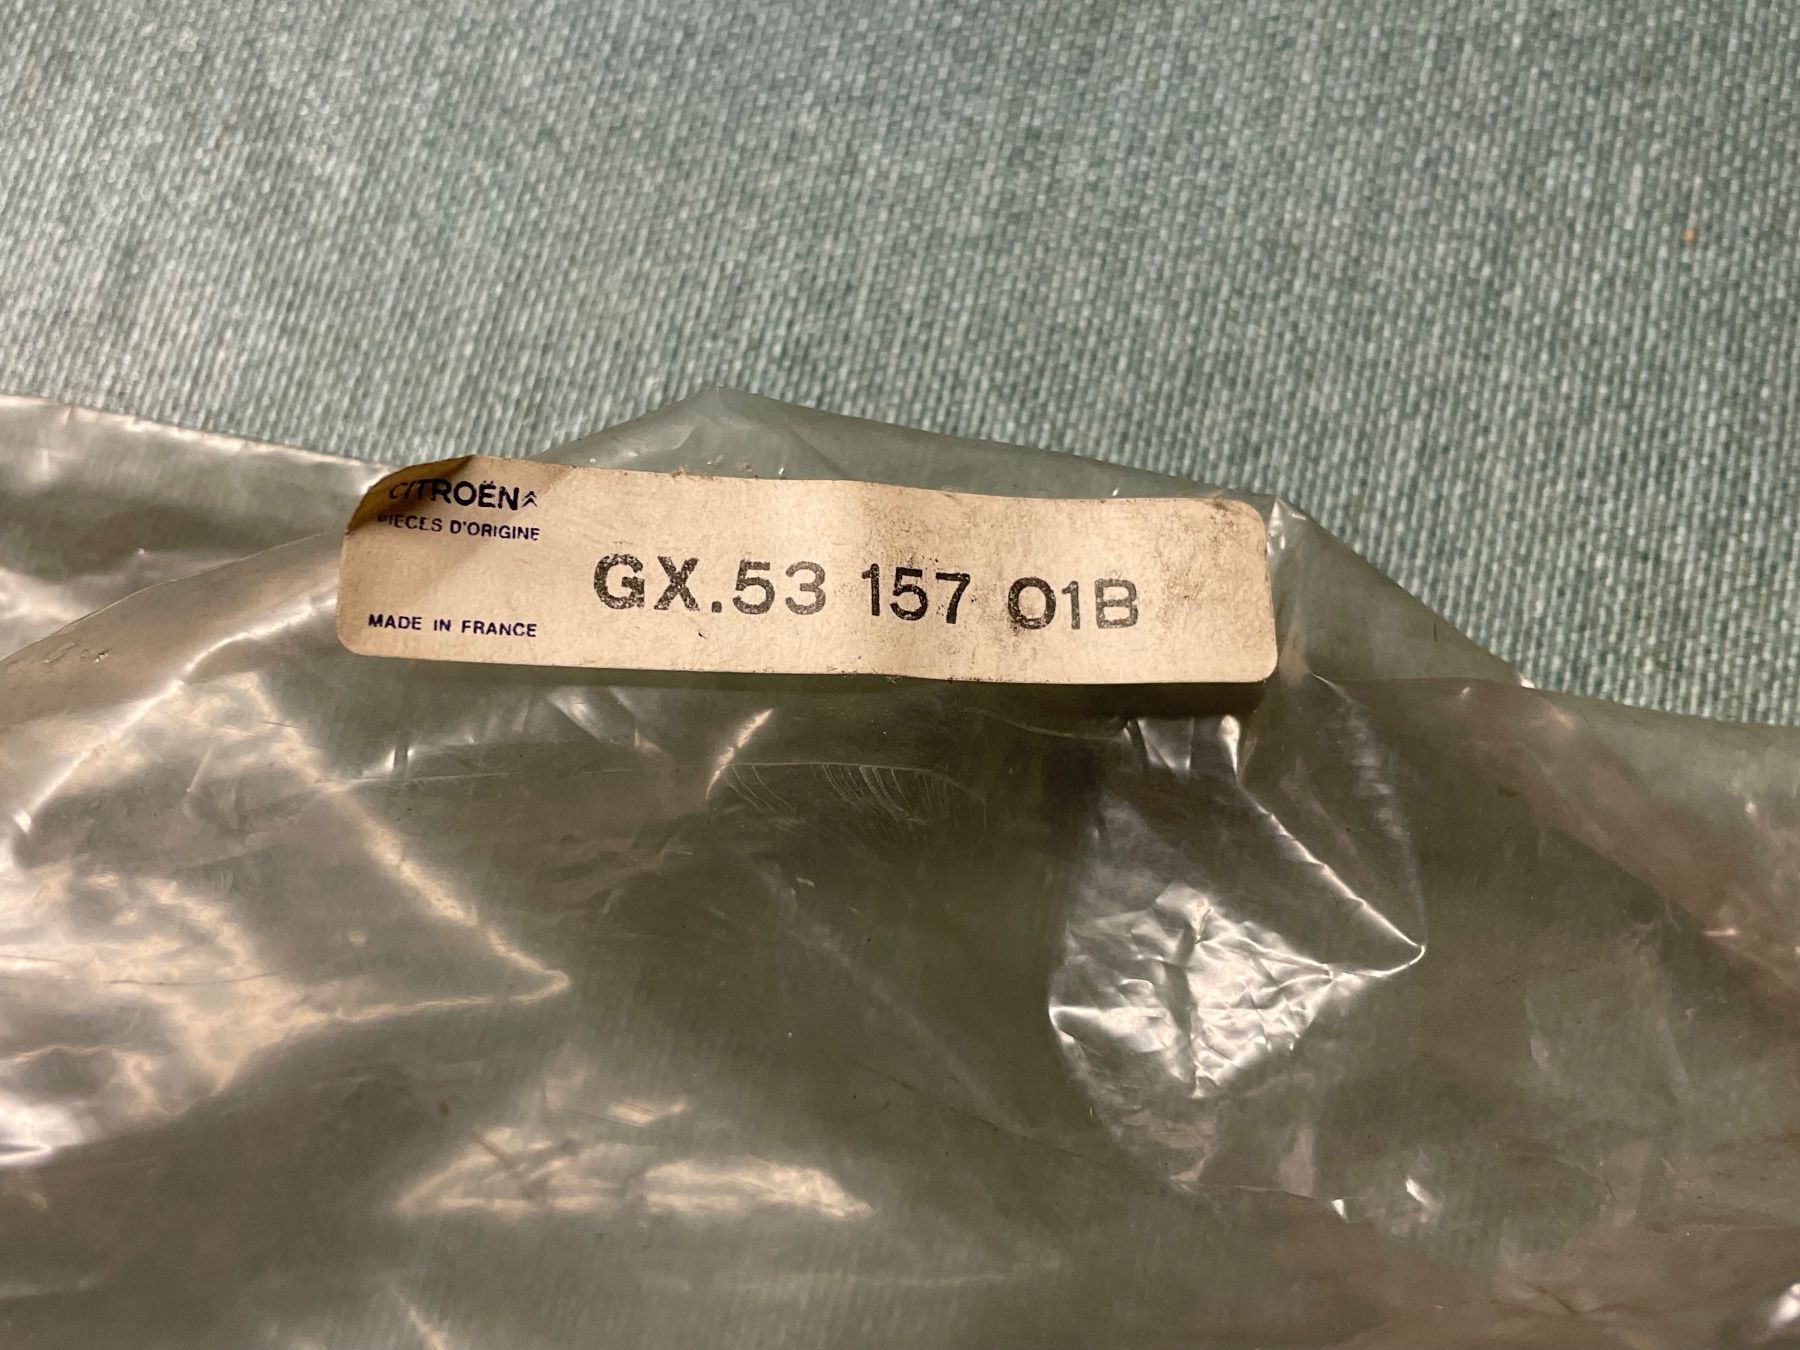 CITROËN
PIECES D'ORIGINE
GX.53 157 01B
MADE IN FRANCE